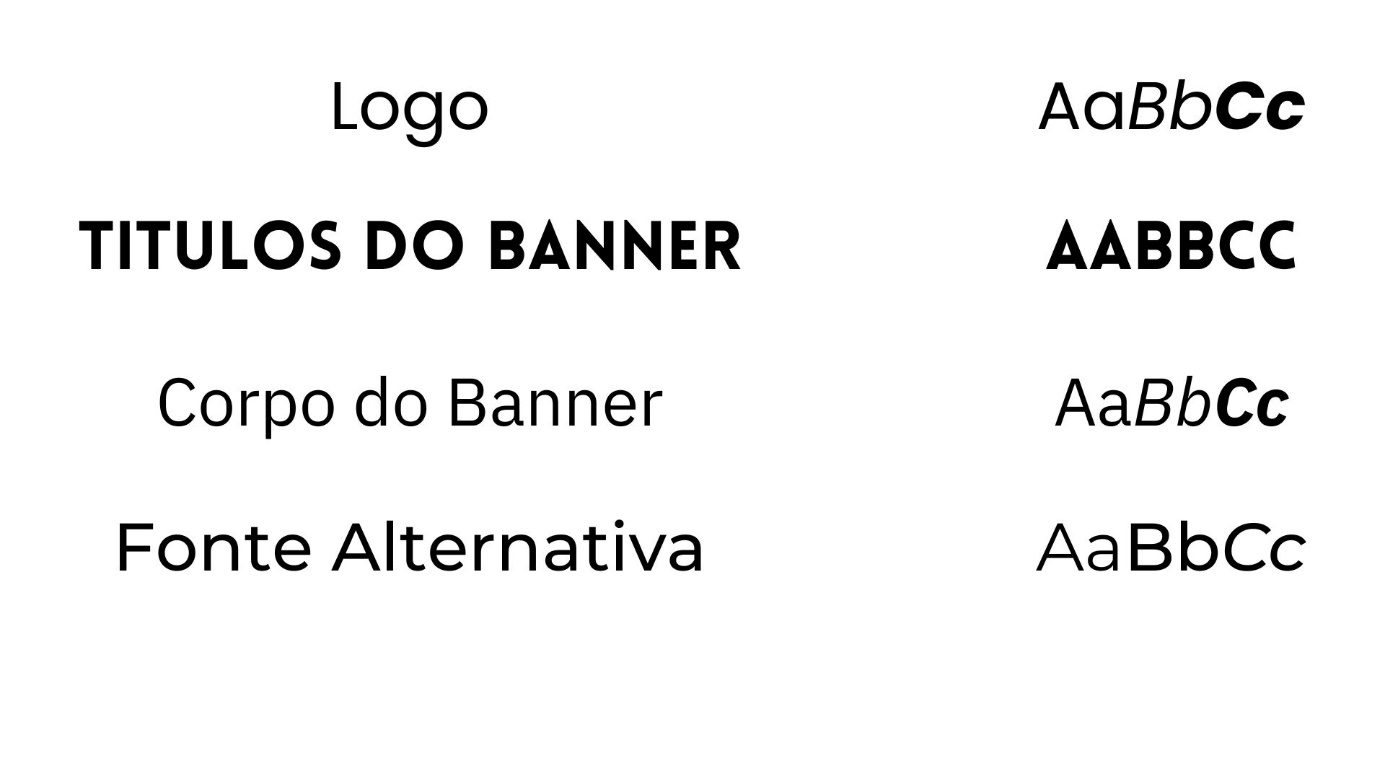 Logo AaBbCc
TITULOS DO BANNER AABBCC
Corpo do Banner AaBbCc
Fonte Alternativa AaBbCc